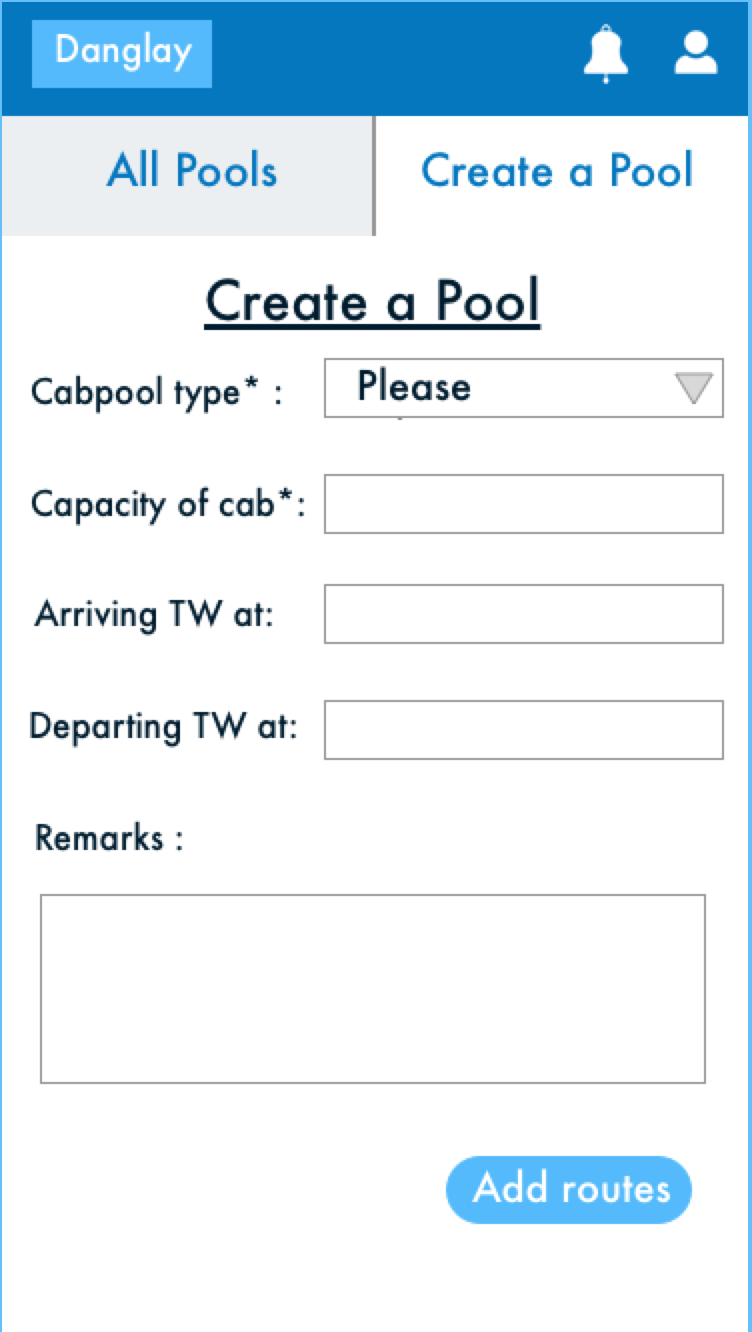 Danglay
All Pools Create a Pool
Create a Pool
Cabpool type* : Please
Capacity of cab*:
Arriving TW at:
Departing TW at:
Remarks :
Add routes